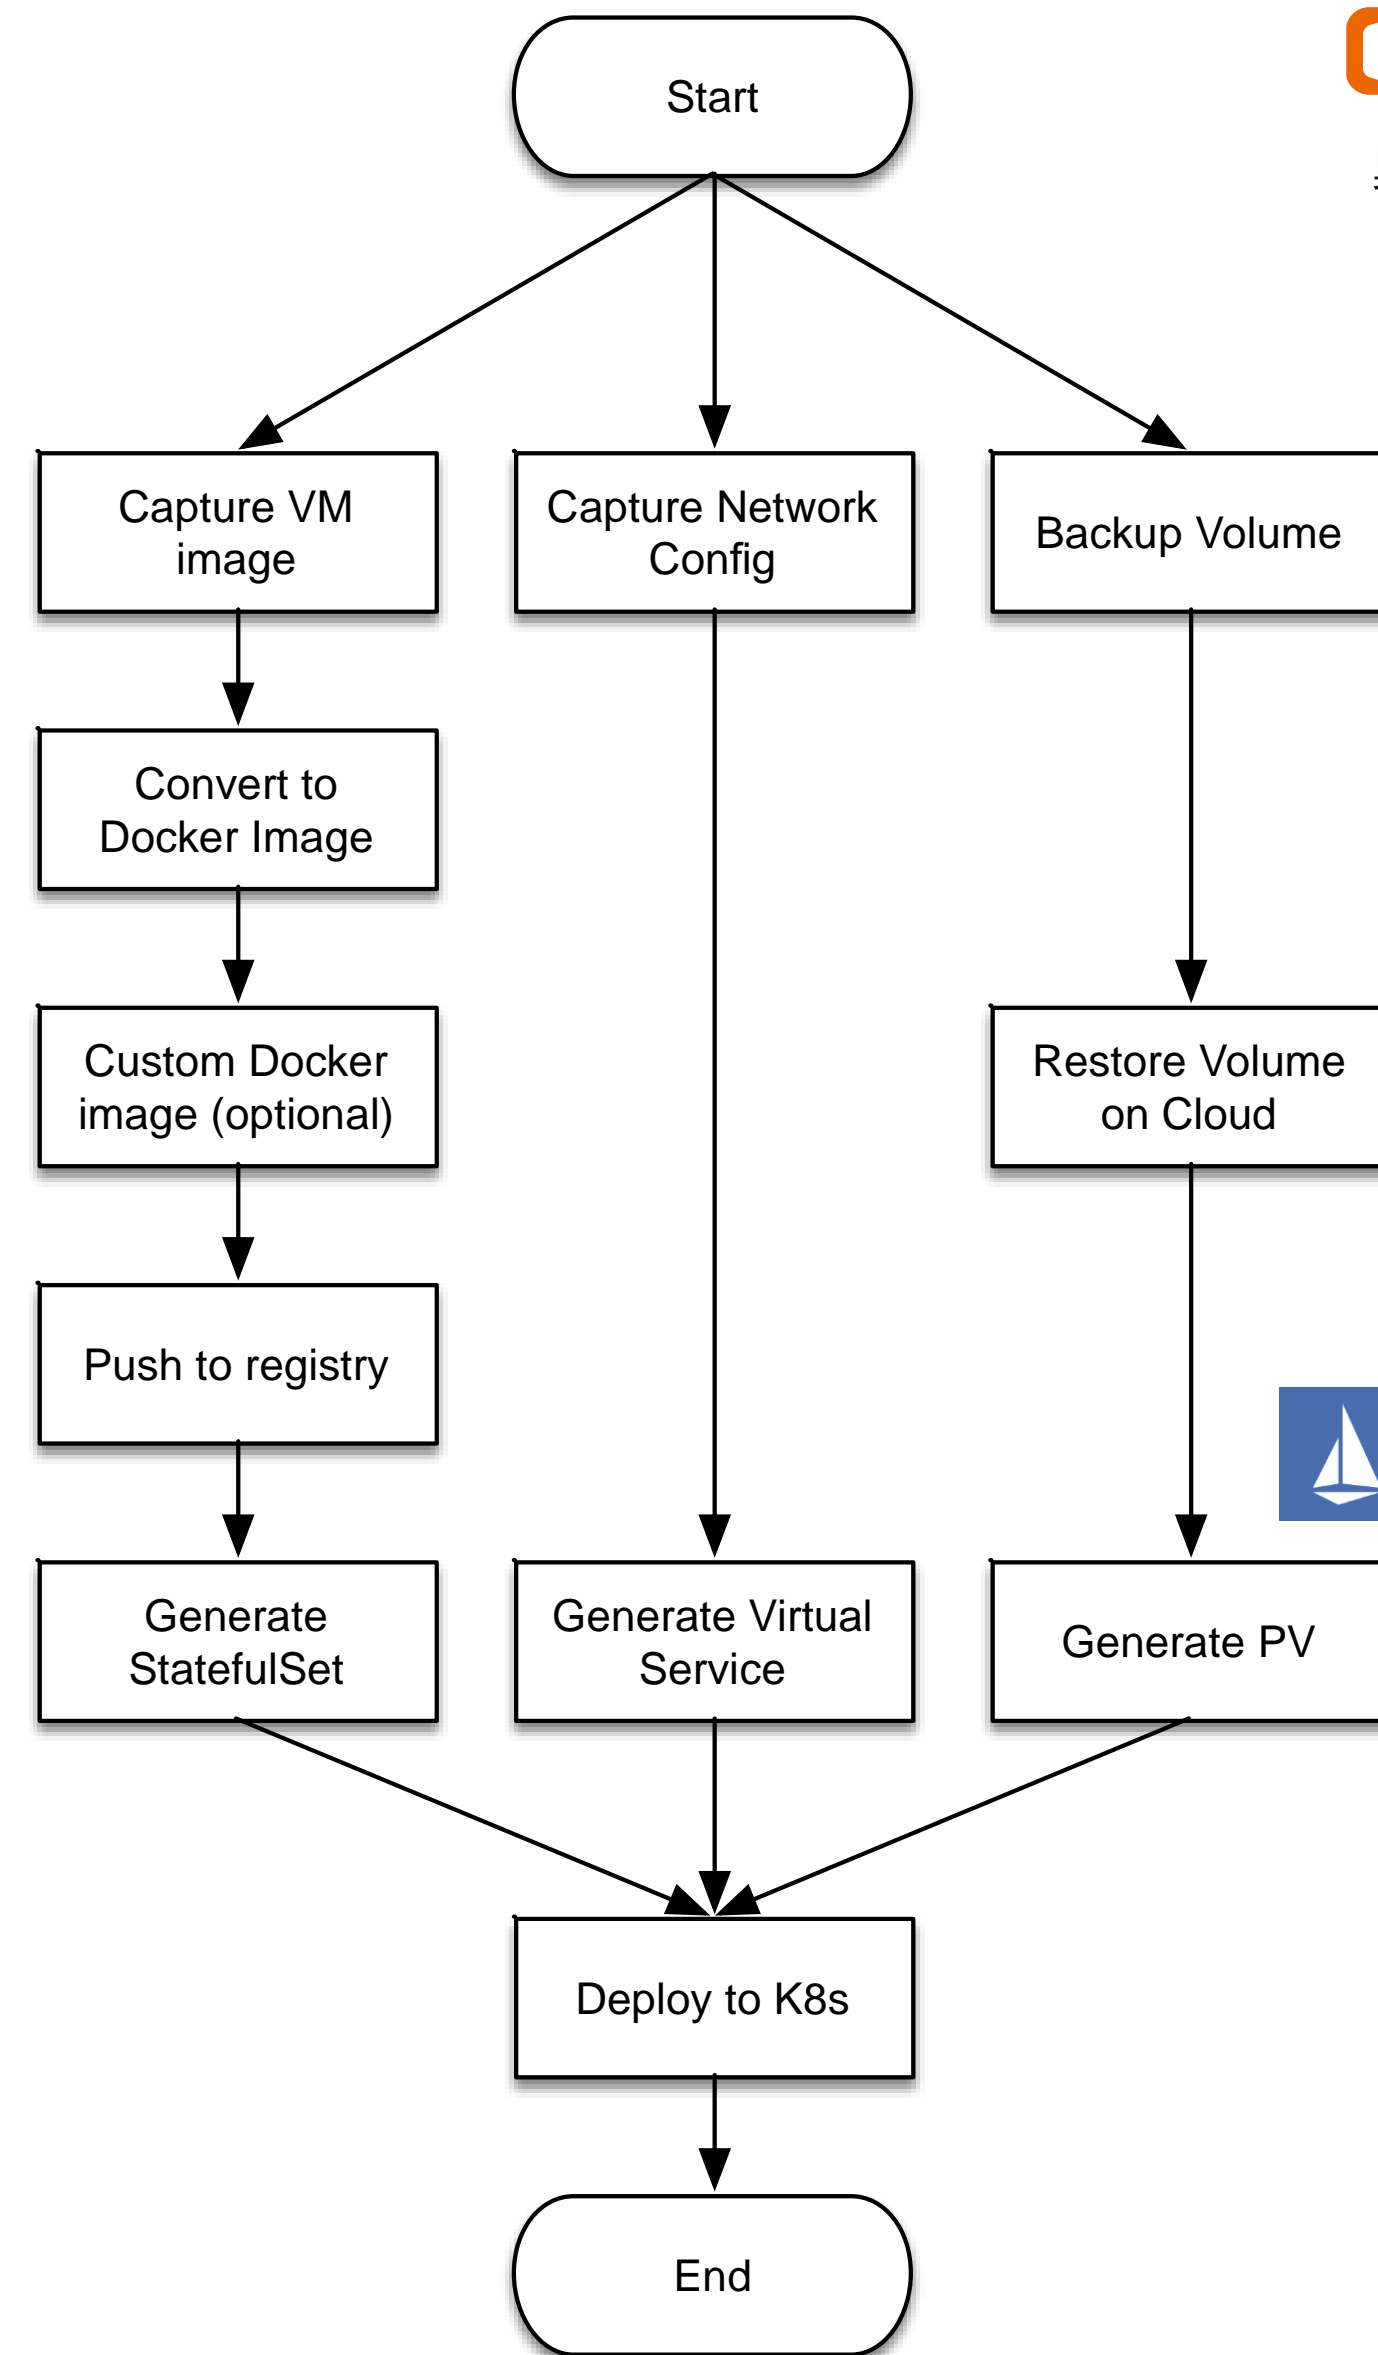 Start
Capture VM
image
Capture Network
Config
Backup Volume
Convert to
Docker Image
Custom Docker
image (optional)
Restore Volume
on Cloud
Push to registry
Generate
StatefulSet
Generate Virtual
Service
Generate PV
Deploy to K8s
End